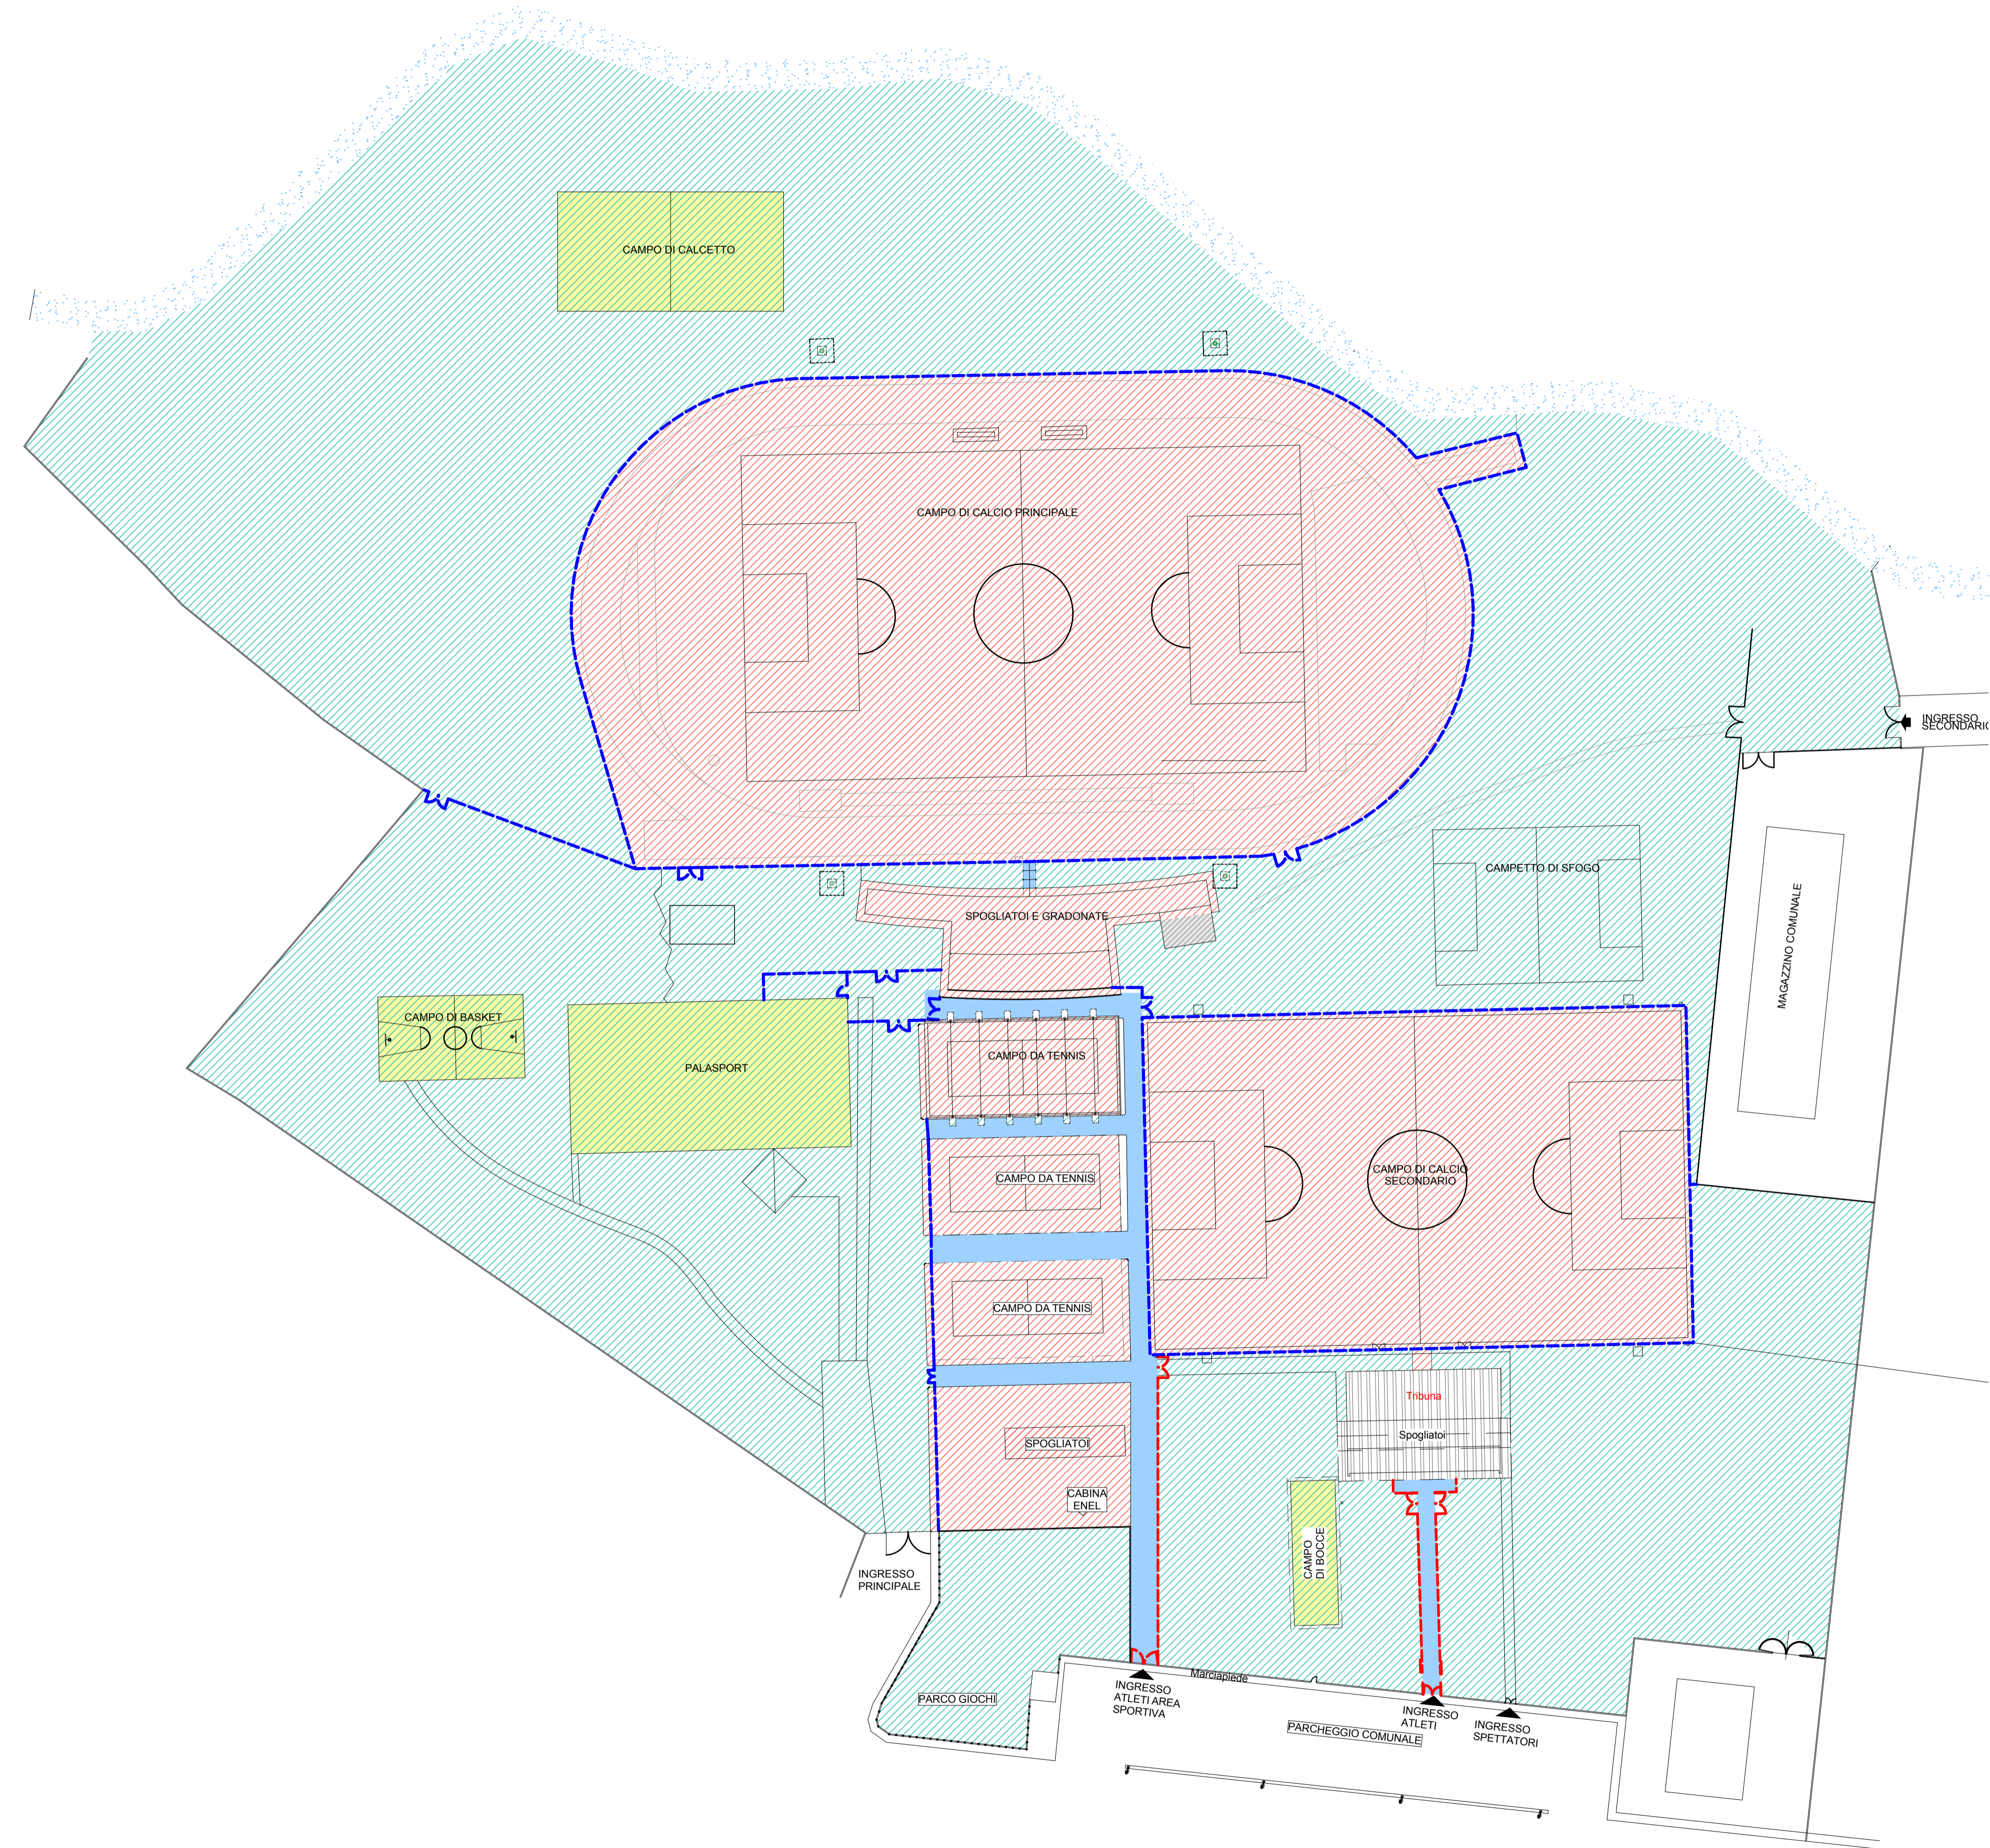 CAMPO DI CALCETTO
CAMPO DI CALCIO PRINCIPALE
INGRESSO
SECONDARIO
CAMPETTO DI SFOGO
SPOGLIATOI E GRADONATE
MAGAZZINO COMUNALE
CAMPO DI BASKET
PALASPORT
CAMPO DA TENNIS
CAMPO DA TENNIS
CAMPO DI CALCIO
SECONDARIO
CAMPO DA TENNIS
Tribuna
Spogliatoi
SPOGLIATOI
CABINA
ENEL
CAMPO
DI BOCCE
INGRESSO
PRINCIPALE
Marciapiede
PARCO GIOCHI
INGRESSO
ATLETI AREA
SPORTIVA
PARCHEGGIO COMUNALE
INGRESSO
ATLETI
INGRESSO
SPETTATORI